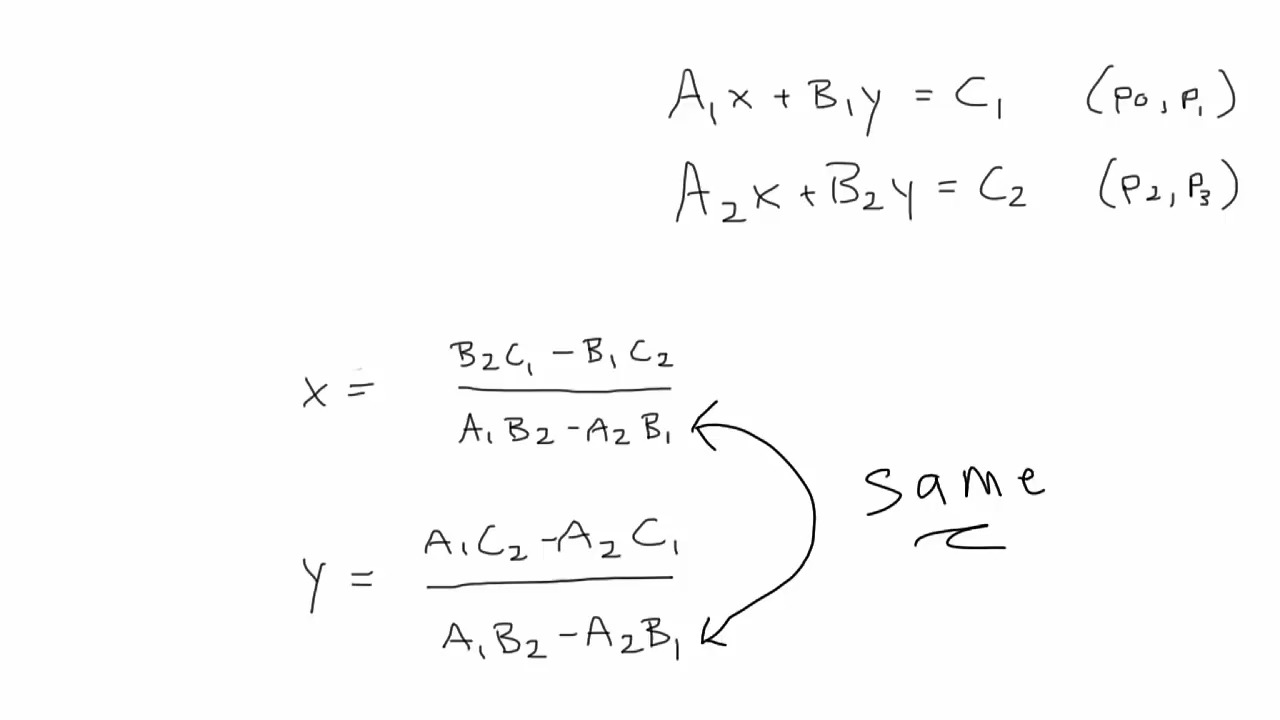 A₁x + B₁y = C₁ (p0, p₁)
A₂x + B₂y = C₂ (p2, p₃)
x = (B₂C₁ − B₁C₂) / (A₁B₂ − A₂B₁)
same
y = (A₁C₂ − A₂C₁) / (A₁B₂ − A₂B₁)